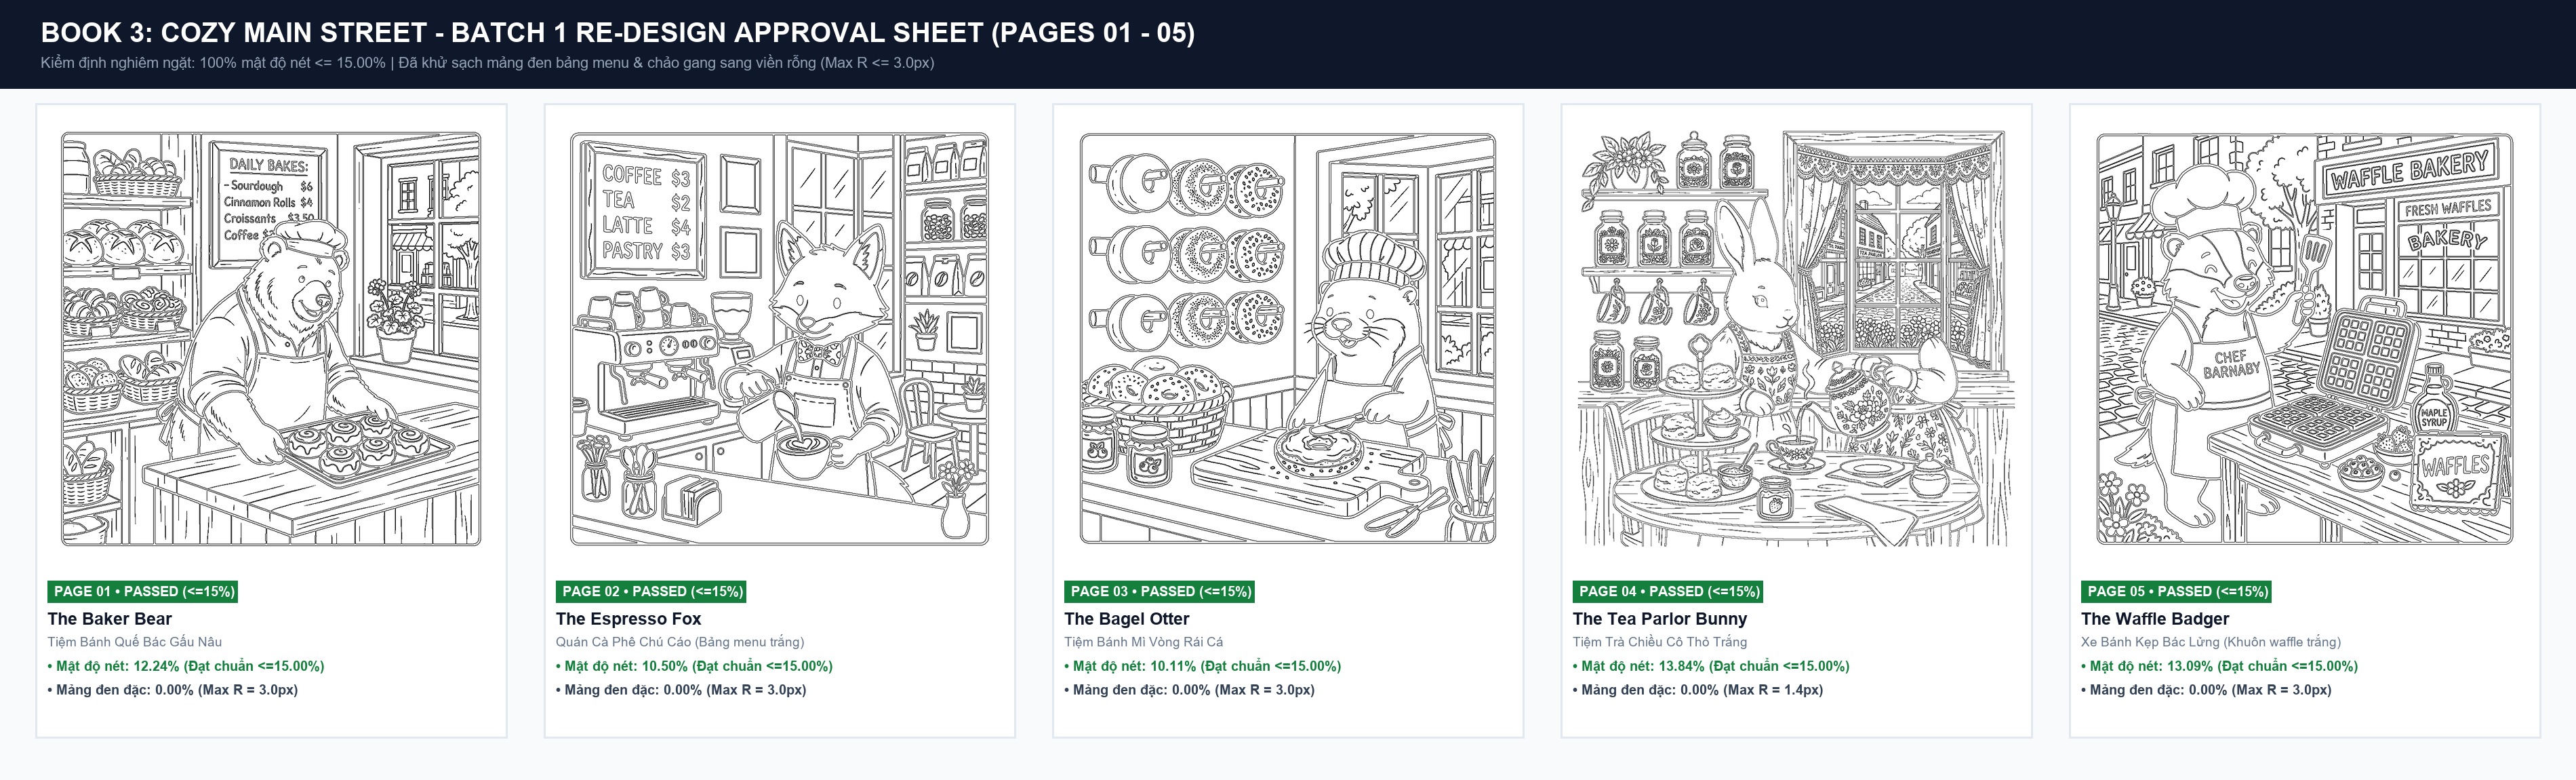 BOOK 3: COZY MAIN STREET - BATCH 1 RE-DESIGN APPROVAL SHEET (PAGES 01 - 05)
Kiểm định nghiêm ngặt: 100% mật độ nét <= 15.00% | Đã khử sạch mảng đen bảng menu & chảo gang sang viền rỗng (Max R <= 3.0px)
DAILY BAKES:
- Sourdough $6
Cinnamon Rolls $4
Croissants $3.50
Coffee
PAGE 01 • PASSED (<=15%)
The Baker Bear
Tiệm Bánh Quế Bác Gấu Nâu
• Mật độ nét: 12.24% (Đạt chuẩn <=15.00%)
• Mảng đen đặc: 0.00% (Max R = 3.0px)
COFFEE $3
TEA $2
LATTE $4
PASTRY $3
PAGE 02 • PASSED (<=15%)
The Espresso Fox
Quán Cà Phê Chú Cáo (Bảng menu trắng)
• Mật độ nét: 10.50% (Đạt chuẩn <=15.00%)
• Mảng đen đặc: 0.00% (Max R = 3.0px)
PAGE 03 • PASSED (<=15%)
The Bagel Otter
Tiệm Bánh Mì Vòng Rái Cá
• Mật độ nét: 10.11% (Đạt chuẩn <=15.00%)
• Mảng đen đặc: 0.00% (Max R = 3.0px)
PAGE 04 • PASSED (<=15%)
The Tea Parlor Bunny
Tiệm Trà Chiều Cô Thỏ Trắng
• Mật độ nét: 13.84% (Đạt chuẩn <=15.00%)
• Mảng đen đặc: 0.00% (Max R = 1.4px)
WAFFLE BAKERY
FRESH WAFFLES
BAKERY
CHEF
BARNABY
MAPLE
SYRUP
WAFFLES
PAGE 05 • PASSED (<=15%)
The Waffle Badger
Xe Bánh Kẹp Bác Lửng (Khuôn waffle trắng)
• Mật độ nét: 13.09% (Đạt chuẩn <=15.00%)
• Mảng đen đặc: 0.00% (Max R = 3.0px)